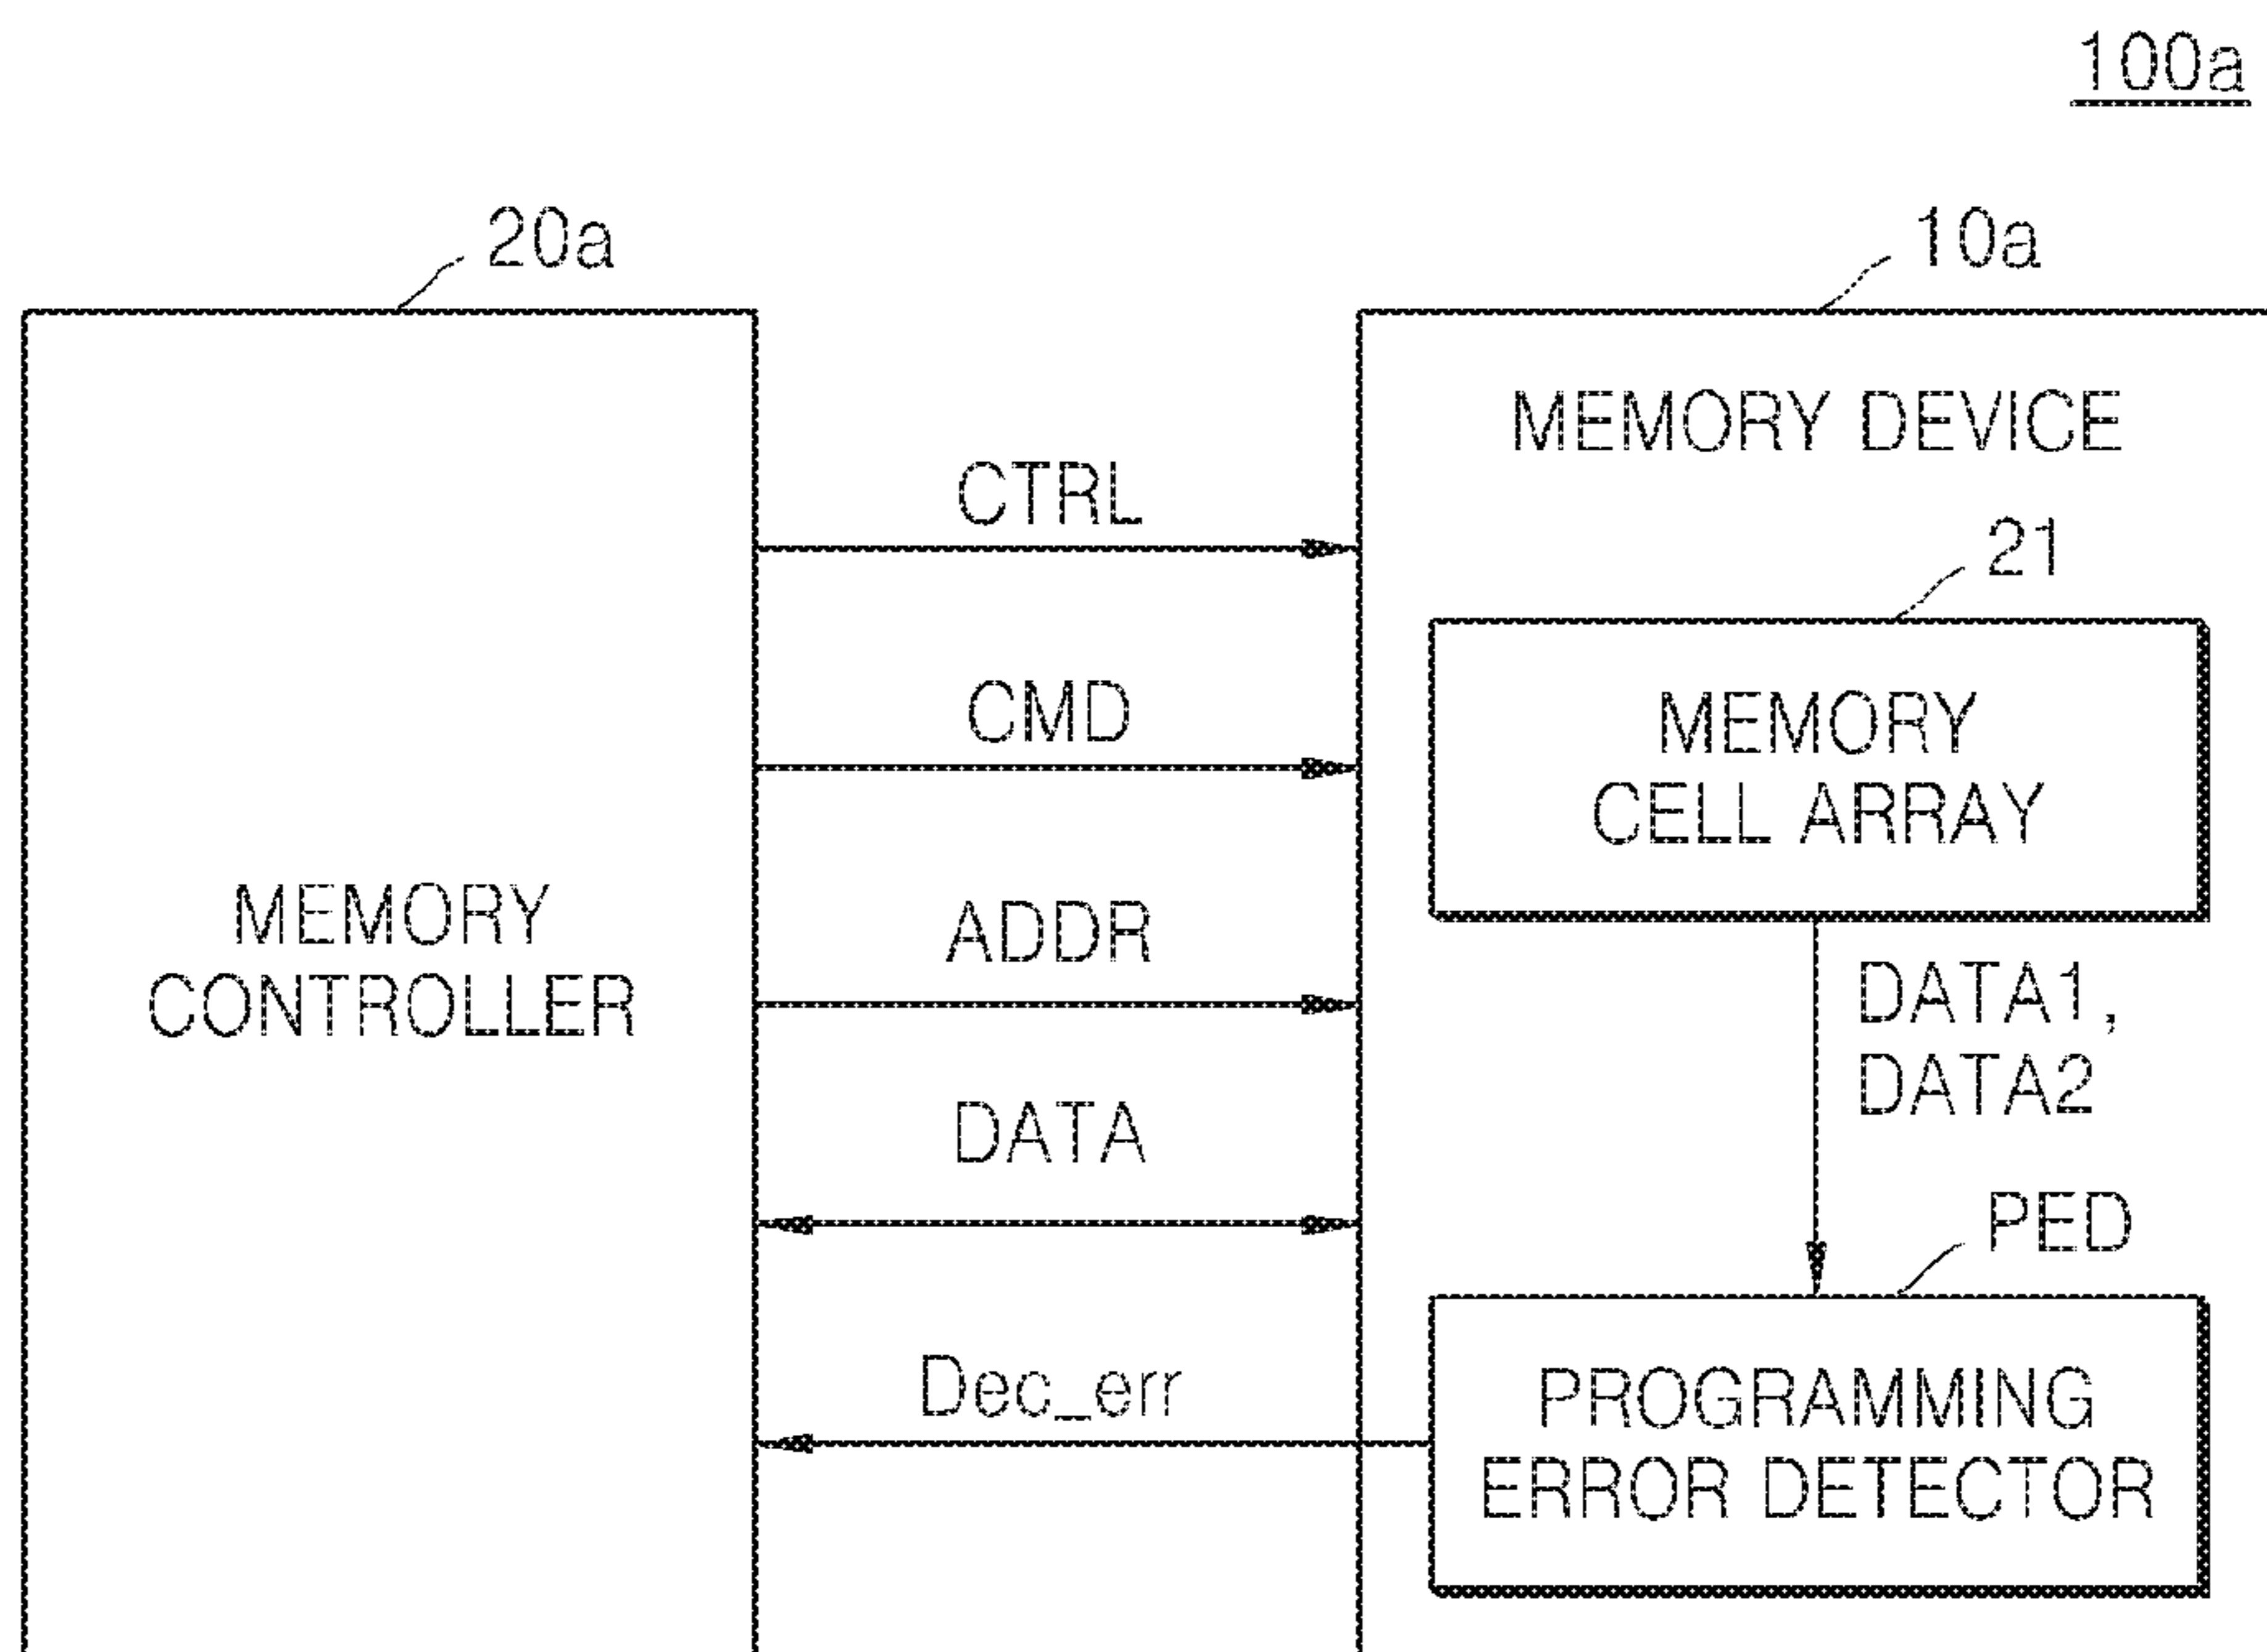 100a
20a
10a
MEMORY DEVICE
CTRL
21
CMD
MEMORY
CELL ARRAY
MEMORY
CONTROLLER
ADDR
DATA1,
DATA2
DATA
PED
Dec_err
PROGRAMMING
ERROR DETECTOR